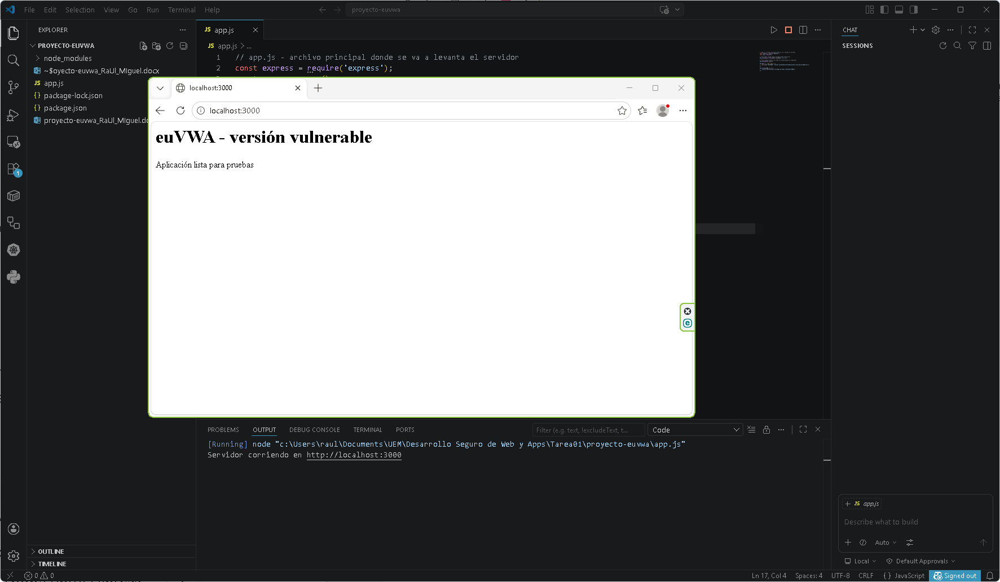 File Edit Selection View Go Run Terminal Help
proyecto-euvwa
EXPLORER
PROYECTO-EUVWA
node_modules
~$oyecto-euvwa_RaUl_MIguel.docx
app.js
package-lock.json
package.json
proyecto-euvwa_RaUl_MIguel.do
1
JS app.js
JS app.js > ...
1 // app.js - archivo principal donde se va a levanta el servidor
2 const express = require('express');
localhost:3000
localhost:3000
euVWA - versión vulnerable
Aplicación lista para pruebas
PROBLEMS OUTPUT DEBUG CONSOLE TERMINAL PORTS
Filter (e.g. text, !excludeText, t...
Code
[Running] node "c:\Users\raul\Documents\UEM\Desarrollo Seguro de Web y Apps\Tarea01\proyecto-euvwa\app.js"
Servidor corriendo en http://localhost:3000
CHAT
SESSIONS
JS app.js
Describe what to build
Auto
Local Default Approvals
OUTLINE
TIMELINE
0 0
Ln 17, Col 4 Spaces: 4 UTF-8 CRLF {} JavaScript Signed out